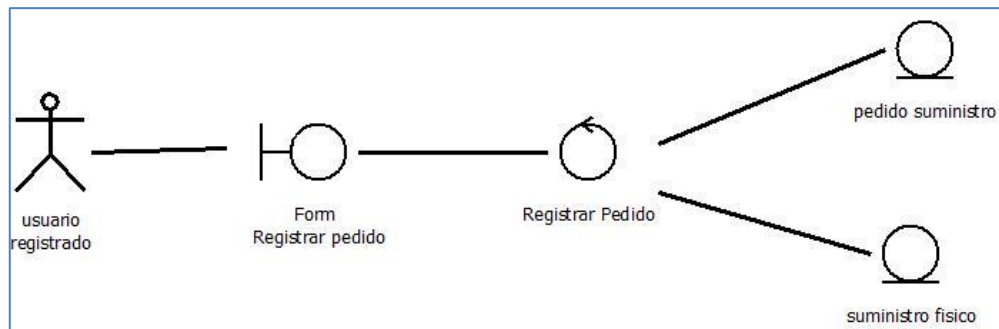 usuario
registrado
Form
Registrar pedido
Registrar Pedido
pedido suministro
suministro fisico